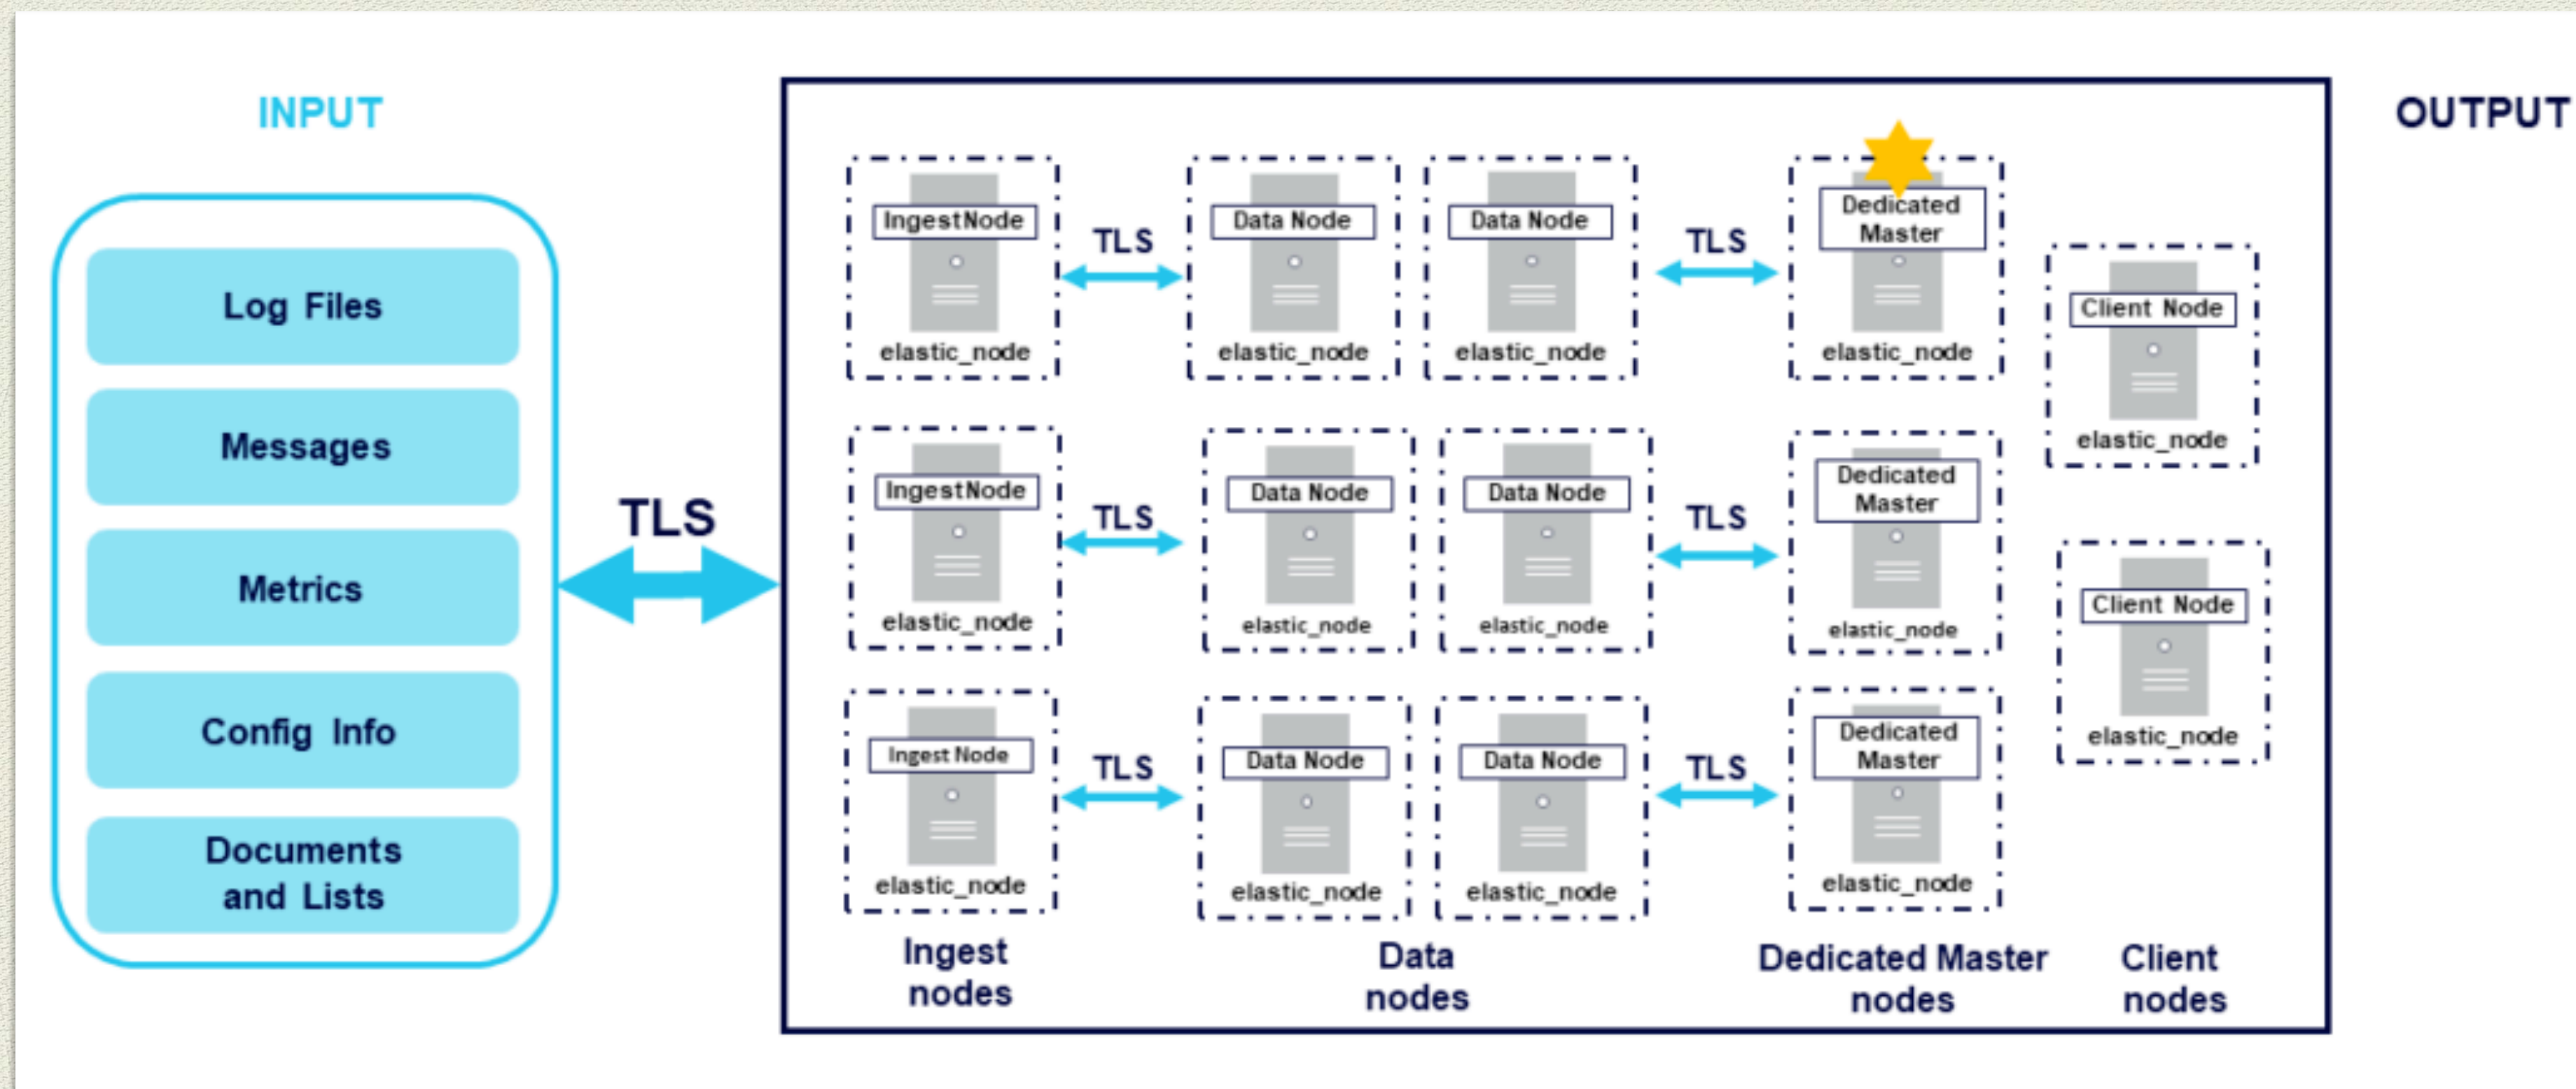 INPUT
OUTPUT
Log Files
Messages
Metrics
Config Info
Documents
and Lists
TLS
IngestNode
elastic_node
TLS
Data Node
elastic_node
Data Node
elastic_node
TLS
Dedicated
Master
elastic_node
Client Node
elastic_node
IngestNode
elastic_node
TLS
Data Node
elastic_node
Data Node
elastic_node
TLS
Dedicated
Master
elastic_node
Client Node
elastic_node
Ingest Node
elastic_node
TLS
Data Node
elastic_node
Data Node
elastic_node
TLS
Dedicated
Master
elastic_node
Ingest
nodes
Data
nodes
Dedicated Master
nodes
Client
nodes